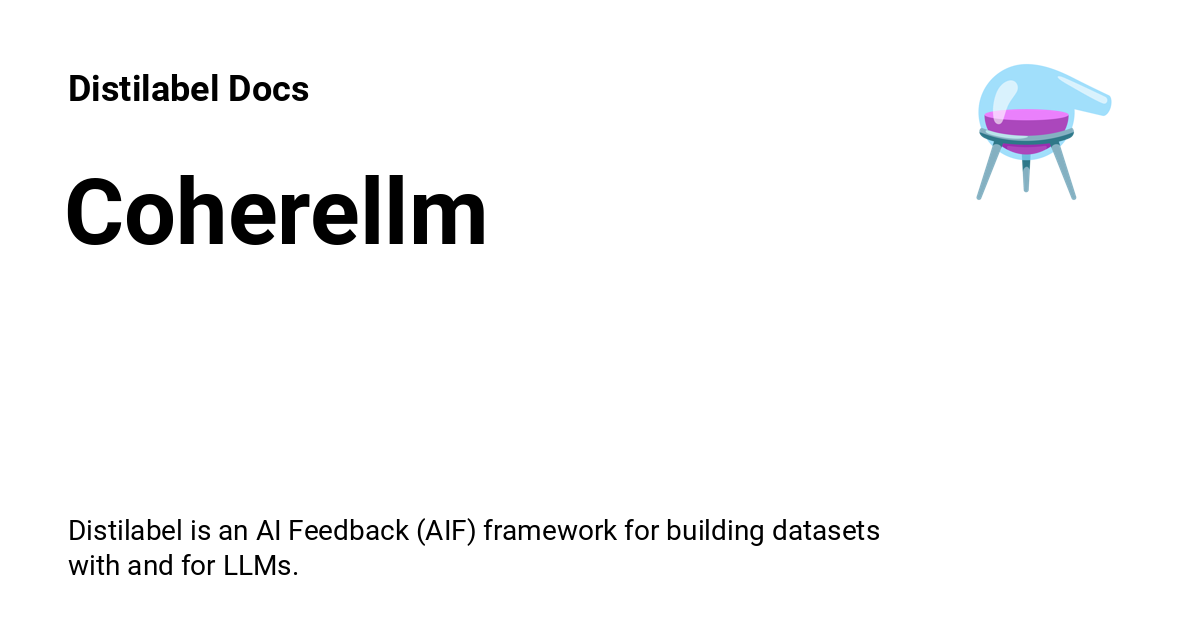 Distilabel Docs
Coherellm
Distilabel is an AI Feedback (AIF) framework for building datasets
with and for LLMs.